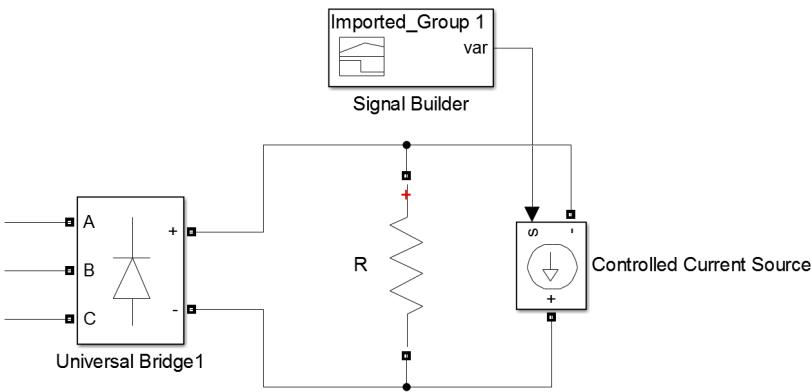 Imported_Group 1
var
Signal Builder
A
B
C
+
-
Universal Bridge1
+
R
s
-
+
Controlled Current Source